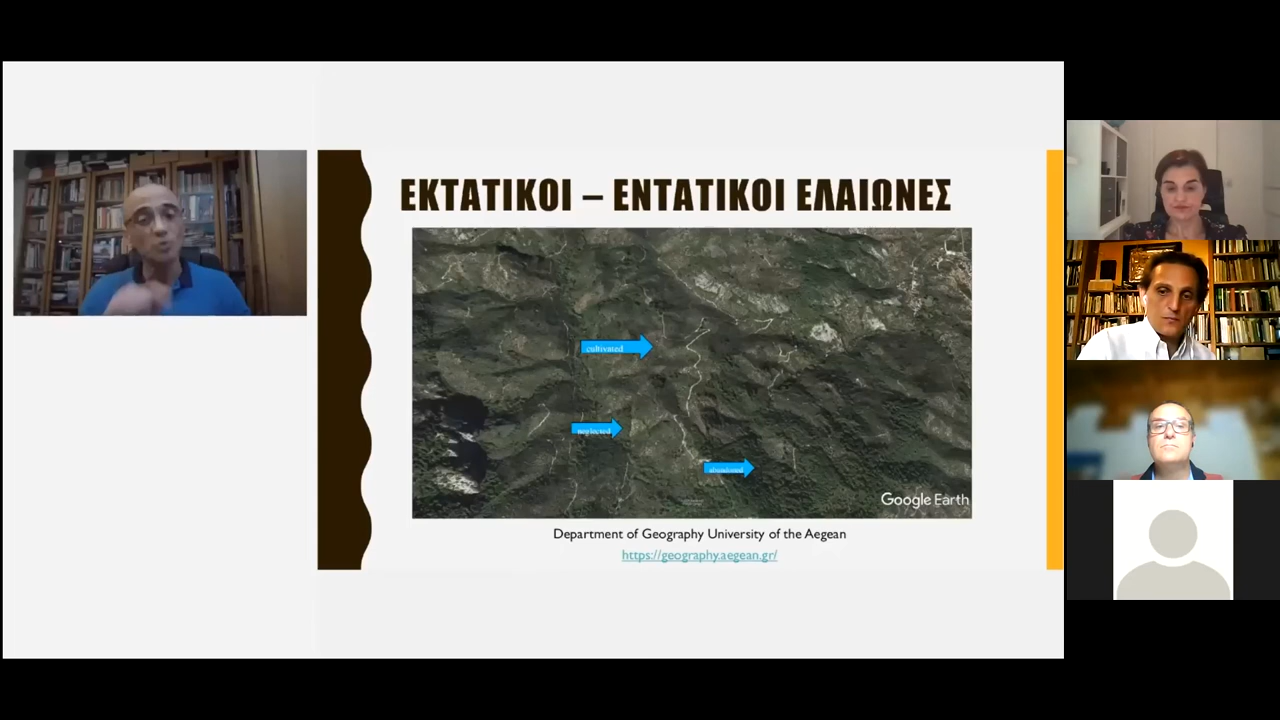 ΕΚΤΑΤΙΚΟΙ – ΕΝΤΑΤΙΚΟΙ ΕΛΑΙΩΝΕΣ
cultivated
neglected
abandoned
Google Earth
Department of Geography University of the Aegean
https://geography.aegean.gr/